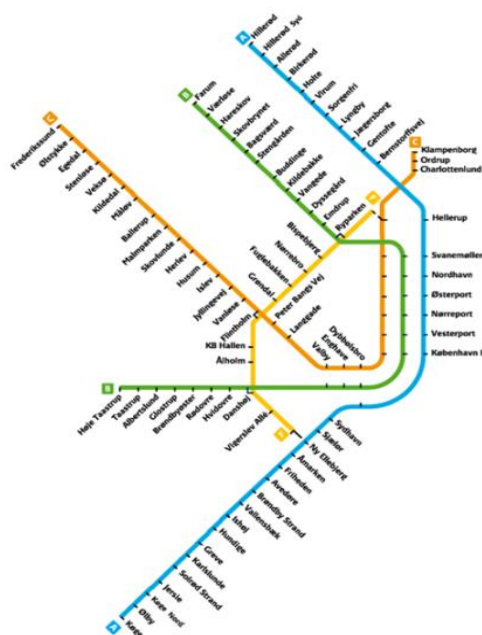 A
Hillerød
Hillerød Syd
Allerød
Birkerød
Holte
Virum
Sorgenfri
Lyngby
Jægersborg
Gentofte
Bernstorffsvej
B
Farum
Værløse
Hareskov
Skovbrynet
Bagsværd
Stengården
Buddinge
Kildebakke
Vangede
Dyssegård
Emdrup
Ryparken
C
Klampenborg
Ordrup
Charlottenlund
C
Frederikssund
Ølstykke
Egedal
Stenløse
Veksø
Kildedal
Måløv
Ballerup
Malmparken
Skovlunde
Herlev
Husum
Islev
Jyllingevej
Vanløse
Flintholm
Peter Bangs Vej
Langgade
Valby
Enghave
Dybbølsbro
F
Bispebjerg
Nørrebro
Fuglebakken
Grøndal
KB Hallen
Ålholm
Hellerup
Svanemøllen
Nordhavn
Østerport
Nørreport
Vesterport
København
B
Høje Taastrup
Taastrup
Albertslund
Glostrup
Brøndbyøster
Rødovre
Hvidovre
Danshøj
Vigerslev Allé
Sydhavn
Sjælør
Ny Ellebjerg
Åmarken
Friheden
Avedøre
Brøndby Strand
Vallensbæk
Ishøj
Hundige
Greve
Karlslunde
Solrød Strand
Jersie
Køge Nord
Ølby
Køge
A